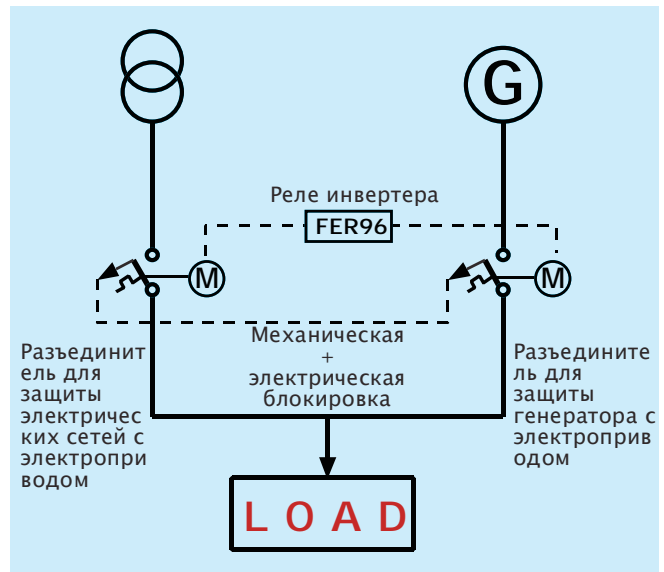 G
Реле инвертера
FER96
M
M
Механическая
+
электрическая
блокировка
Разъединит
ель для
защиты
электричес
ких сетей с
электропри
водом
Разъедините
ль для
защиты
генератора с
электроприв
одом
L O A D